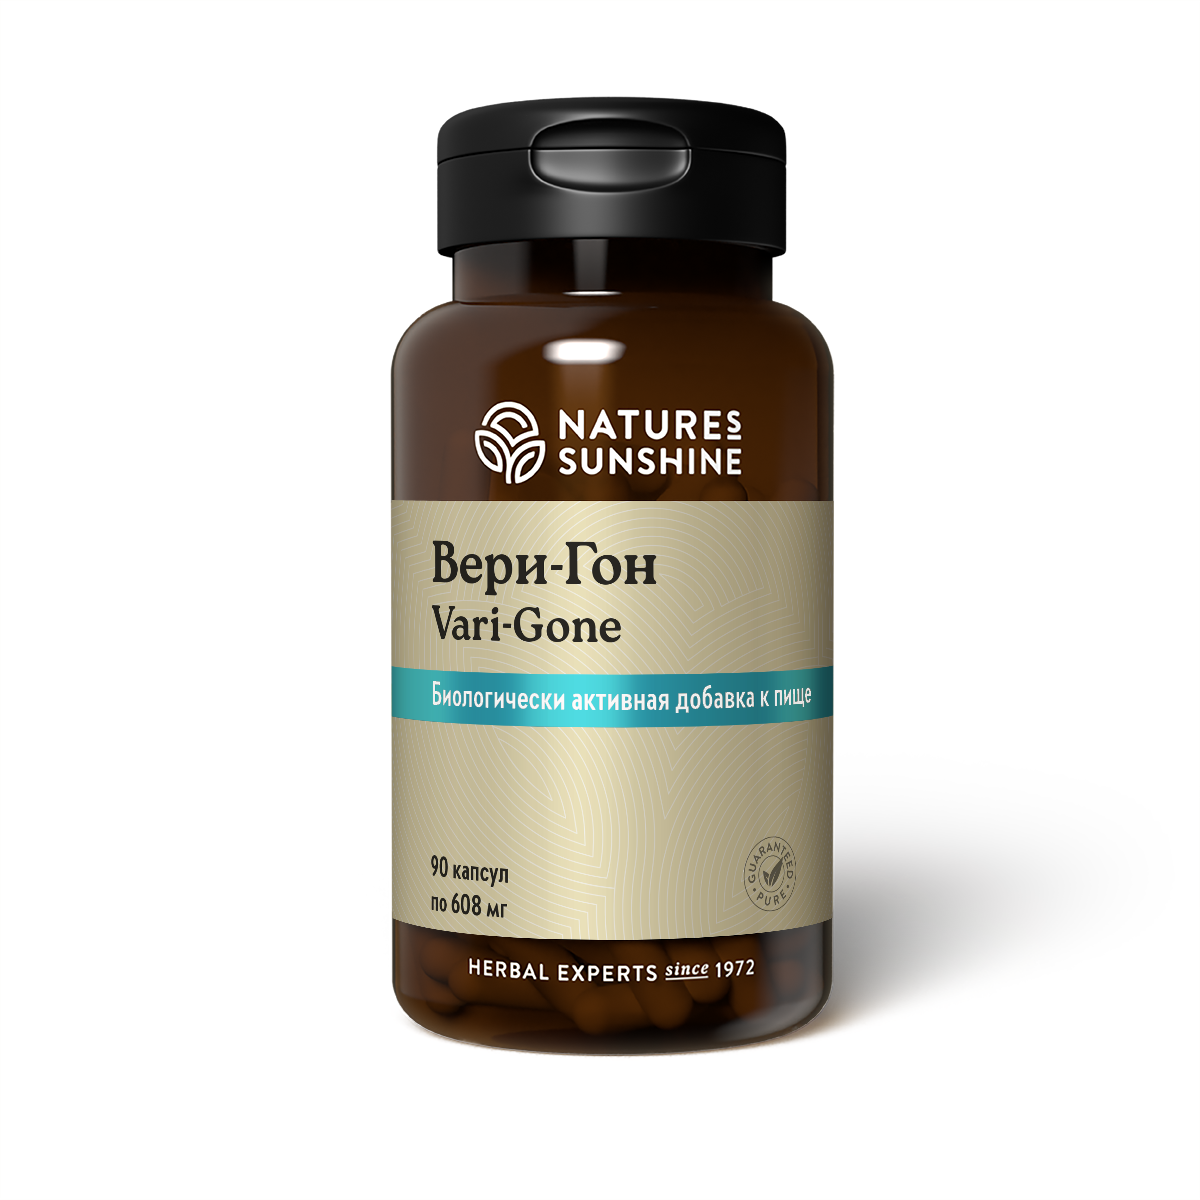 NATURES
SUNSHINE
Вери-Гон
Vari-Gone
Биологически активная добавка к пище
90 капсул
по 608 мг
GUARANTEED
PURE
HERBAL EXPERTS since 1972